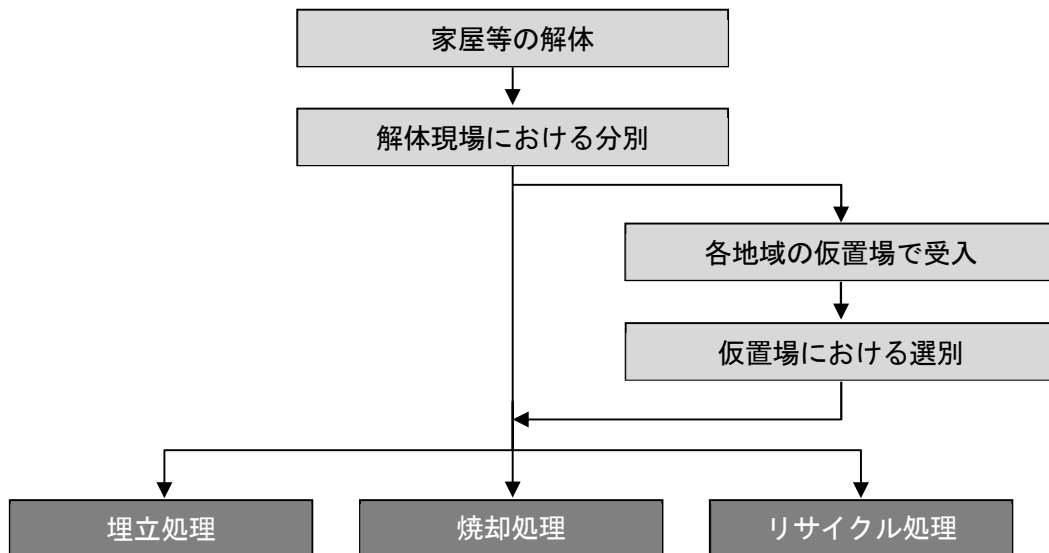 家屋等の解体
解体現場における分別
各地域の仮置場で受入
仮置場における選別
埋立処理
焼却処理
リサイクル処理